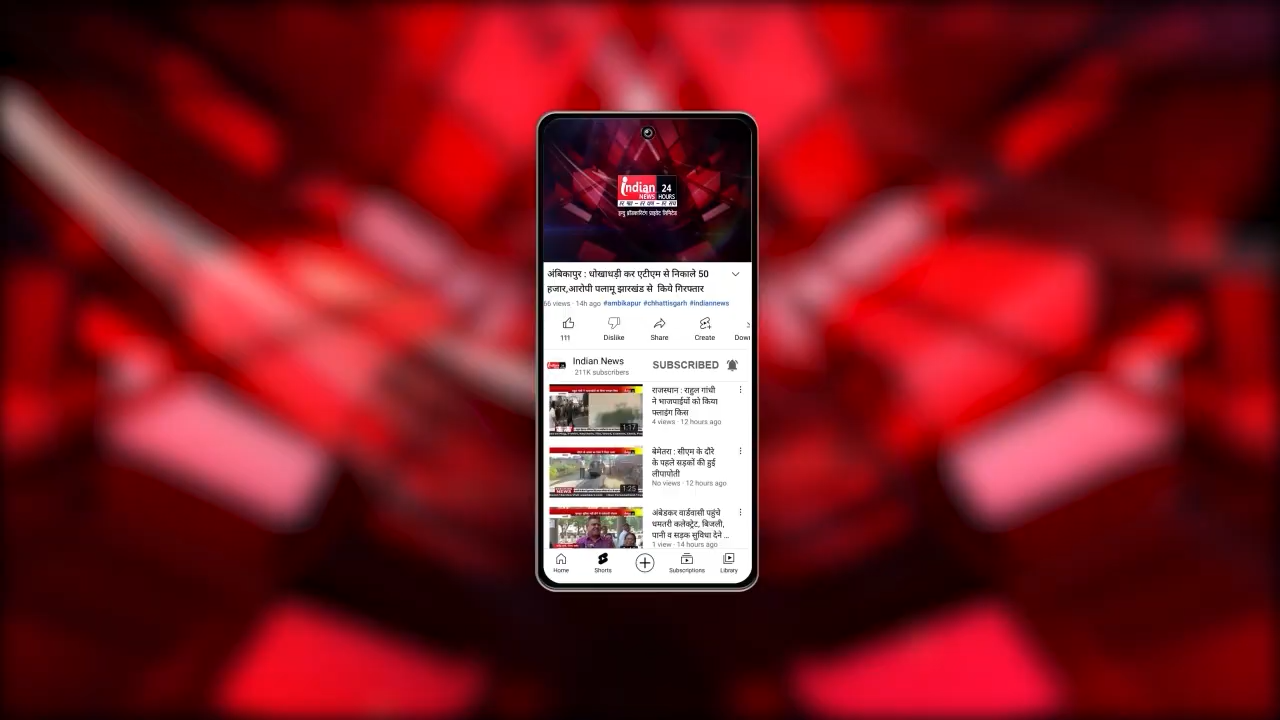 Indian
NEWS
24
HOURS
अंबिकापुर : धोखाधड़ी कर एटीएम से निकाले 50
हजार,आरोपी पलामू झारखंड से किये गिरफ्तार
66 views · 14h ago #ambikapur #chhattisgarh #indiannews
111
Dislike
Share
Create
Down
Indian News
211K subscribers
SUBSCRIBED
राजस्थान : राहुल गांधी
ने भाजपाईयों को किया
फ्लाइंग किस
4 views · 12 hours ago
1:17
बेमेतरा : सीएम के दौरे
के पहले सड़कों की हुई
लीपापोती
No views · 12 hours ago
1:25
अंबेडकर वार्डवासी पहुंचे
धमतरी कलेक्ट्रेट, बिजली,
पानी व सड़क सुविधा देने ...
1 view · 14 hours ago
Home
Shorts
Subscriptions
Library